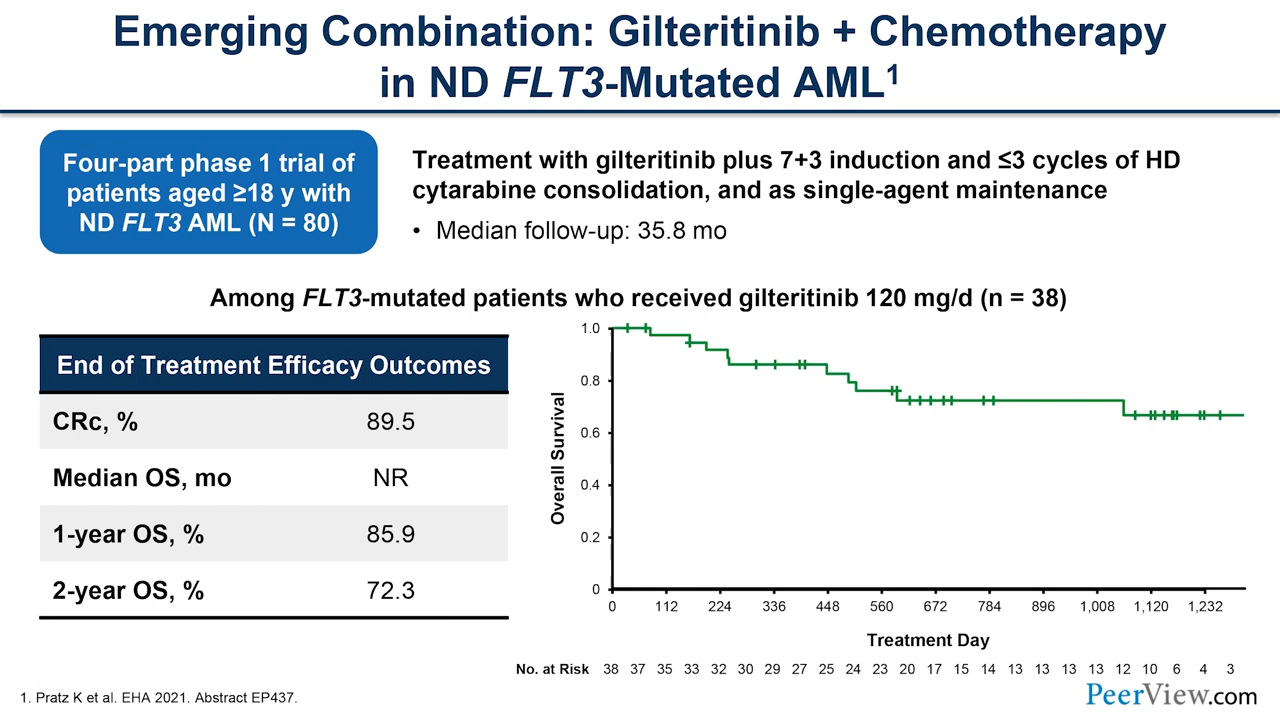 Emerging Combination: Gilteritinib + Chemotherapy
in ND FLT3-Mutated AML1
Four-part phase 1 trial of
patients aged ≥18 y with
ND FLT3 AML (N = 80)
Treatment with gilteritinib plus 7+3 induction and ≤3 cycles of HD
cytarabine consolidation, and as single-agent maintenance
• Median follow-up: 35.8 mo
Among FLT3-mutated patients who received gilteritinib 120 mg/d (n = 38)
End of Treatment Efficacy Outcomes
CRc, % 89.5
Median OS, mo NR
1-year OS, % 85.9
2-year OS, % 72.3
Overall Survival
1.0
0.8
0.6
0.4
0.2
0
0 112 224 336 448 560 672 784 896 1,008 1,120 1,232
Treatment Day
No. at Risk 38 37 35 33 32 30 29 27 25 24 23 20 17 15 14 13 13 13 13 12 10 6 4 3
1. Pratz K et al. EHA 2021. Abstract EP437.
PeerView.com